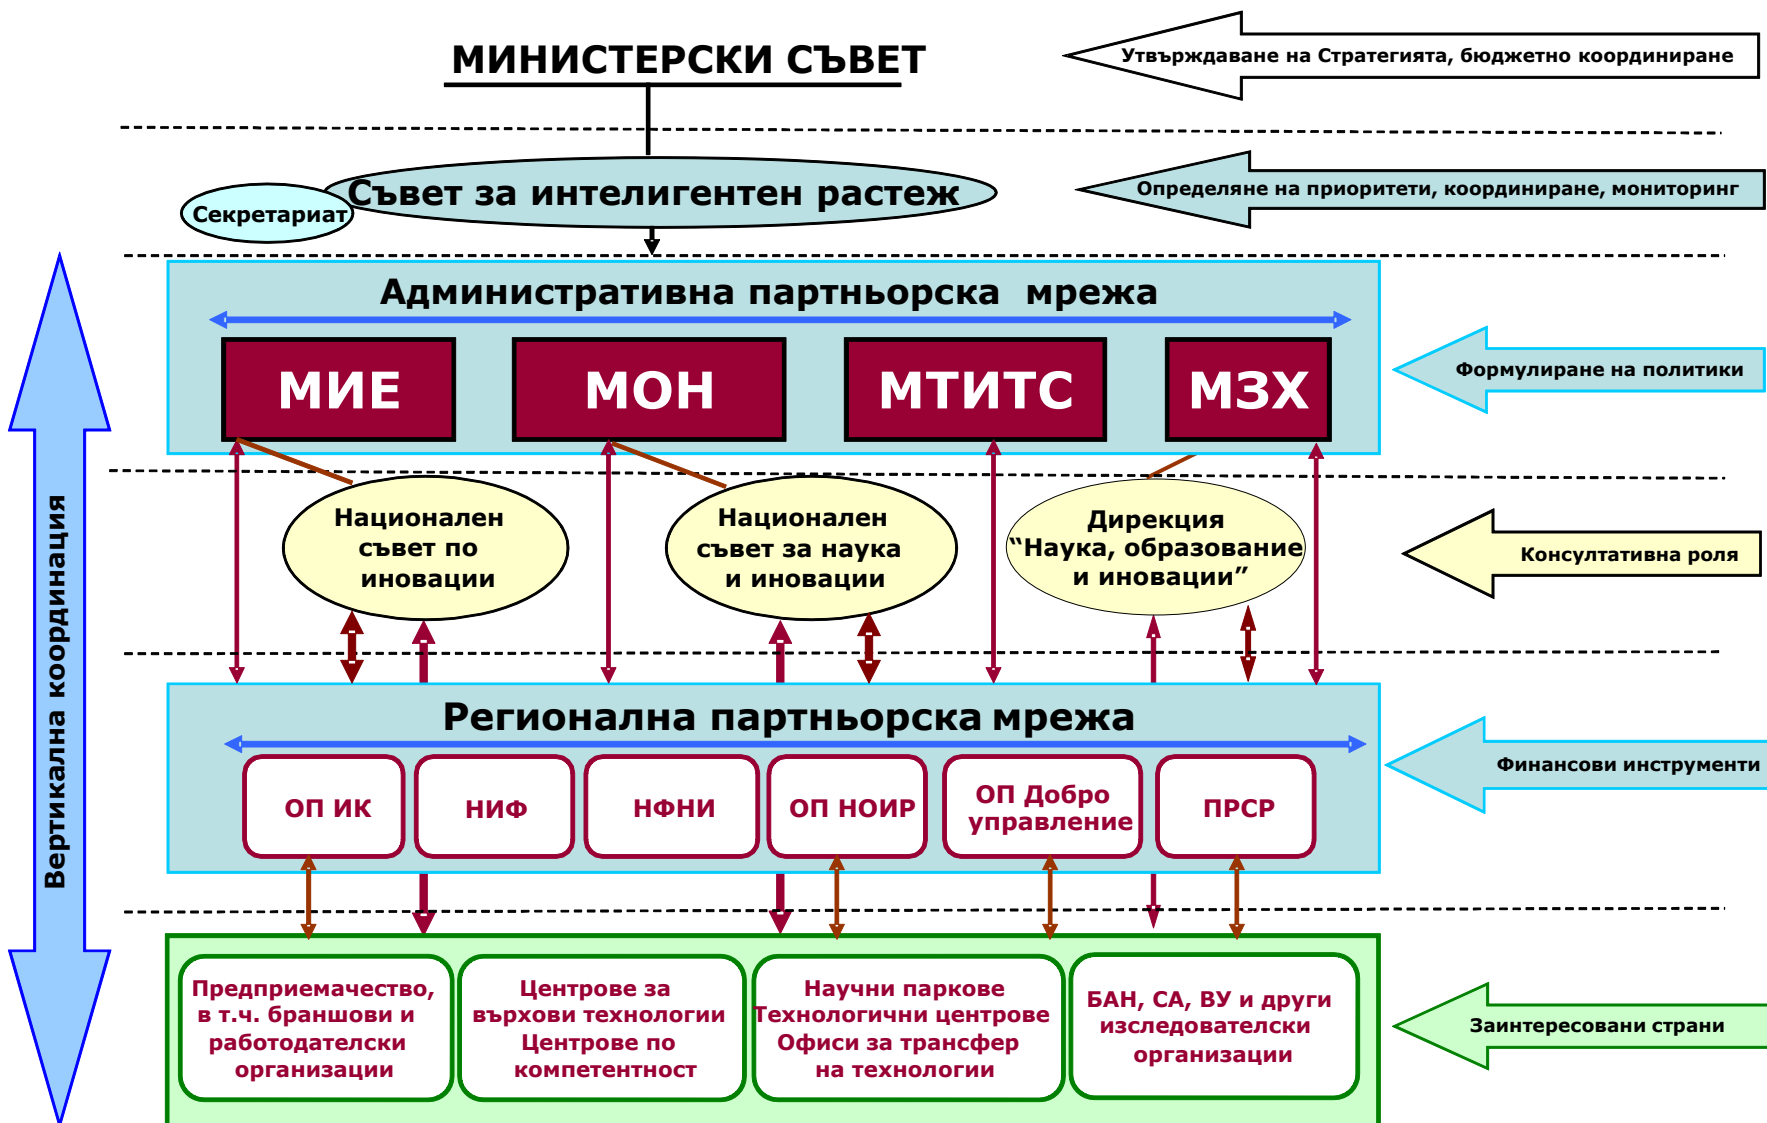 МИНИСТЕРСКИ СЪВЕТ
Утвърждаване на Стратегията, бюджетно координиране
Съвет за интелигентен растеж
Секретариат
Определяне на приоритети, координиране, мониторинг
Вертикална координация
Административна партньорска мрежа
МИЕ
МОН
МТИТС
МЗХ
Формулиране на политики
Национален
съвет по
иновации
Национален
съвет за наука
и иновации
Дирекция
“Наука, образование
и иновации”
Консултативна роля
Регионална партньорска мрежа
ОП ИК
НИФ
НФНИ
ОП НОИР
ОП Добро
управление
ПРСР
Финансови инструменти
Предприемачество,
в т.ч. браншови и
работодателски
организации
Центрове за
върхови технологии
Центрове по
компетентност
Научни паркове
Технологични центрове
Офиси за трансфер
на технологии
БАН, СА, ВУ и други
изследователски
организации
Заинтересовани страни